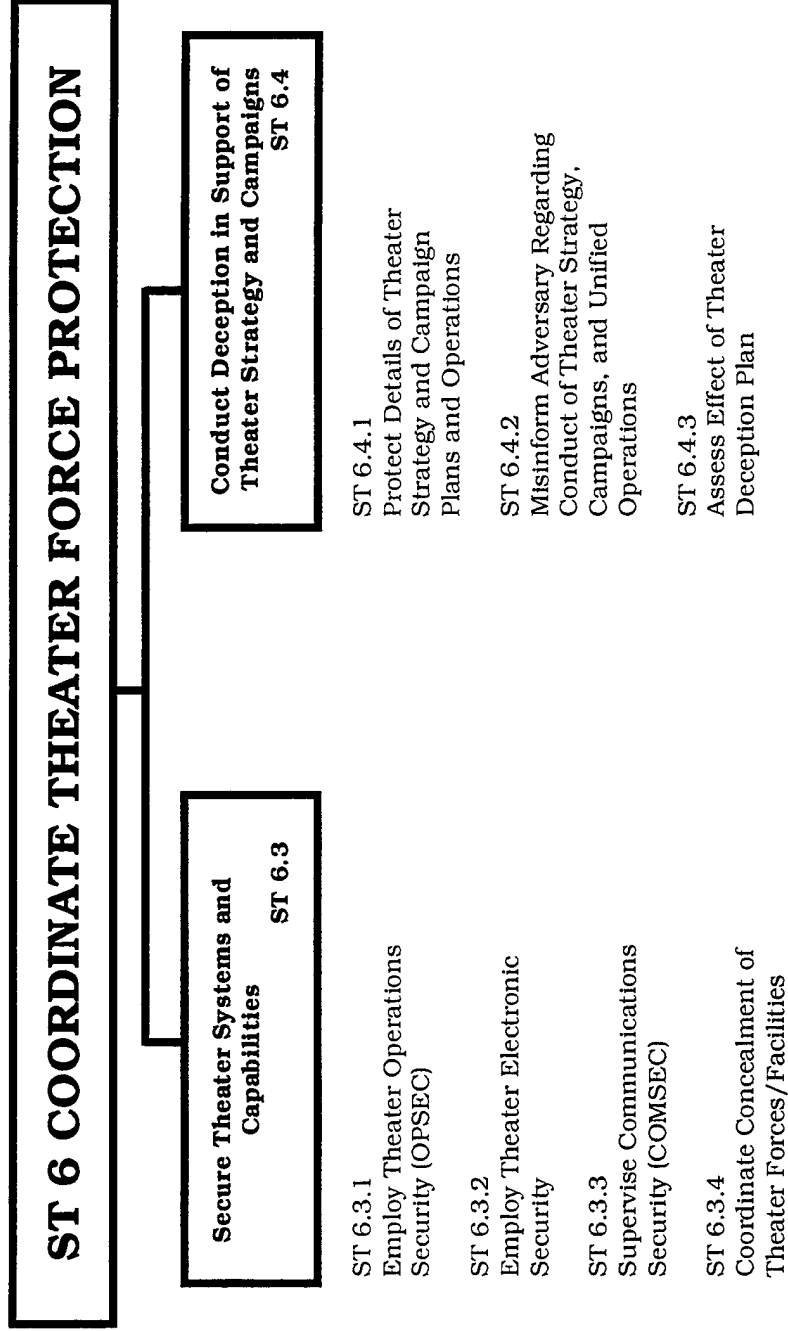 ST 6 COORDINATE THEATER FORCE PROTECTION
Secure Theater Systems and
Capabilities
ST 6.3
ST 6.3.1
Employ Theater Operations
Security (OPSEC)
ST 6.3.2
Employ Theater Electronic
Security
ST 6.3.3
Supervise Communications
Security (COMSEC)
ST 6.3.4
Coordinate Concealment of
Theater Forces/Facilities
Conduct Deception in Support of
Theater Strategy and Campaigns
ST 6.4
ST 6.4.1
Protect Details of Theater
Strategy and Campaign
Plans and Operations
ST 6.4.2
Misinform Adversary Regarding
Conduct of Theater Strategy,
Campaigns, and Unified
Operations
ST 6.4.3
Assess Effect of Theater
Deception Plan